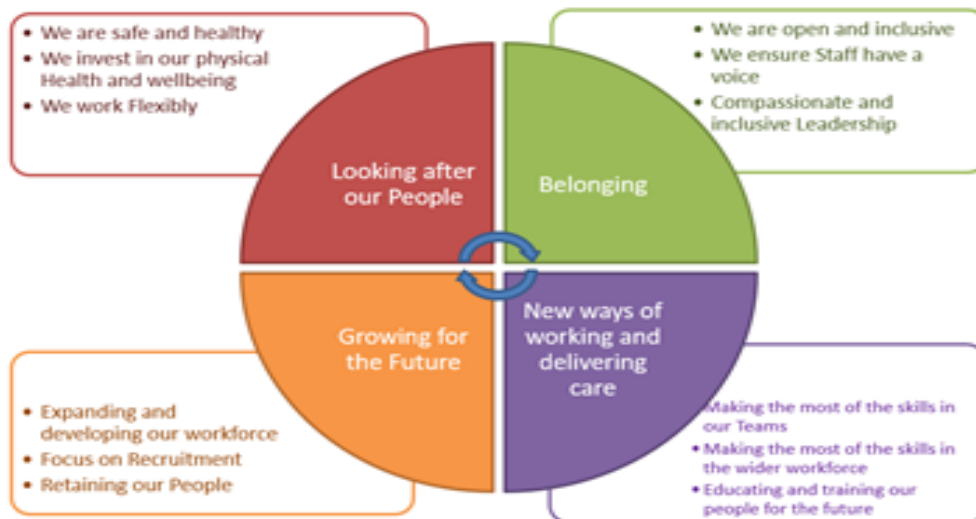 • We are safe and healthy
• We invest in our physical
Health and wellbeing
• We work Flexibly
• We are open and inclusive
• We ensure Staff have a
voice
• Compassionate and
inclusive Leadership
Looking after
our People
Belonging
Growing for
the Future
New ways of
working and
delivering
care
• Expanding and
developing our workforce
• Focus on Recruitment
• Retaining our People
Making the most of the skills in
our Teams
• Making the most of the skills in
the wider workforce
• Educating and training our
people for the future